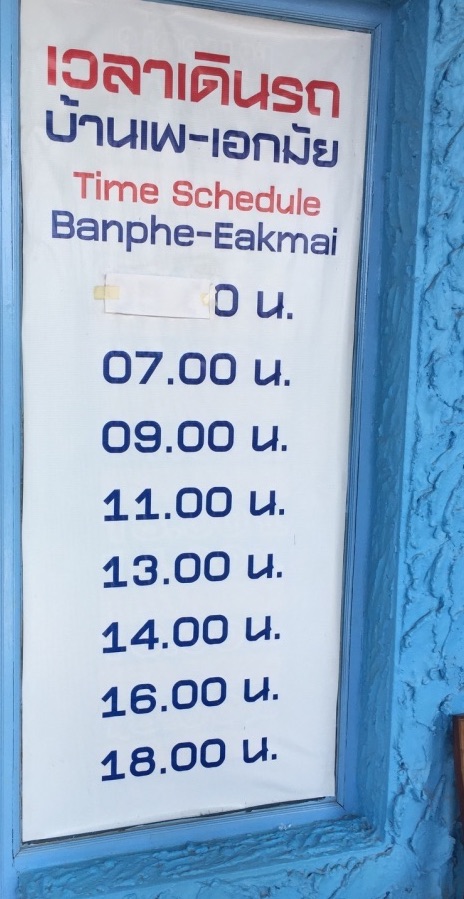 เวลาเดินรถ
บ้านเพ-เอกมัย
Time Schedule
Banphe-Eakmai
0 น.
07.00 น.
09.00 น.
11.00 น.
13.00 น.
14.00 น.
16.00 น.
18.00 น.